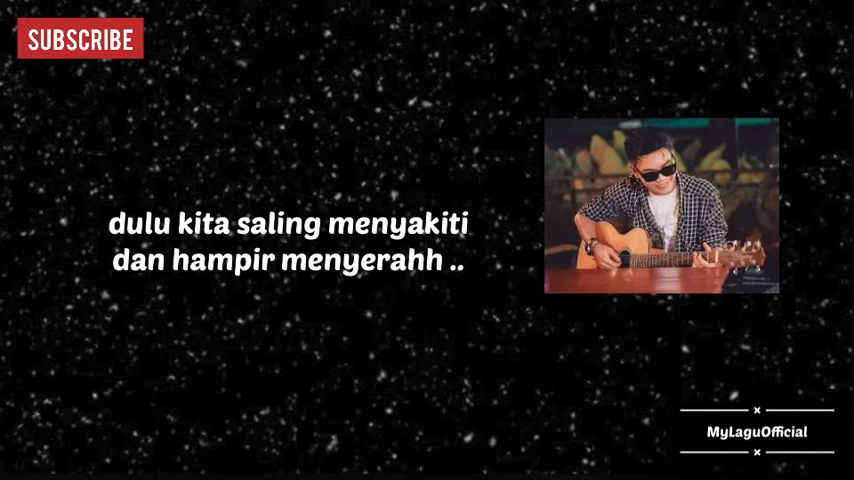 SUBSCRIBE
dulu kita saling menyakiti
dan hampir menyerahh ..
MyLaguOfficial